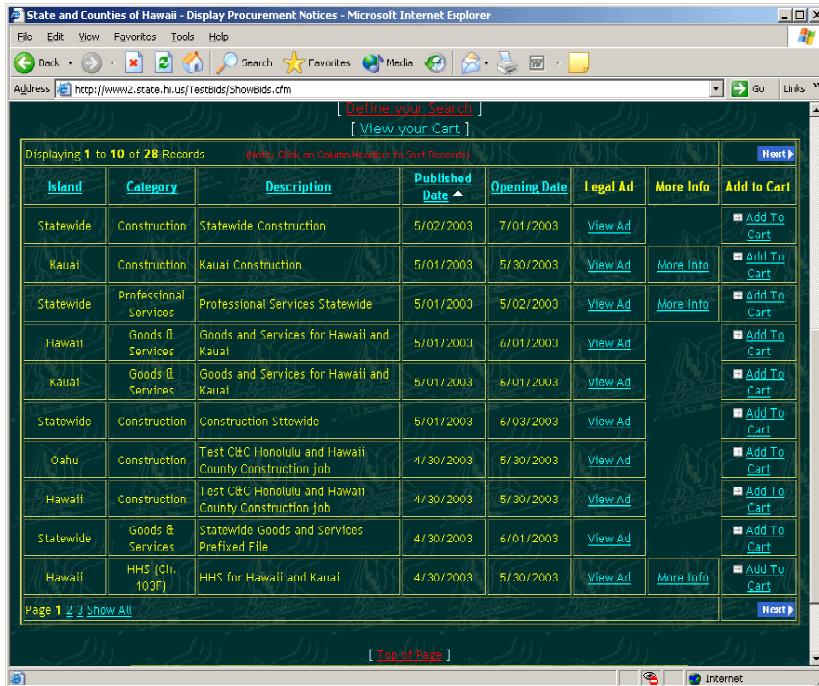 State and Counties of Hawaii - Display Procurement Notices - Microsoft Internet Explorer
File Edit View Favorites Tools Help
Back Search Favorites Media
Address http://www2.state.hi.us/TestBids/ShowBids.cfm Go Links
[ Define your Search ]
[ View your Cart ]
Displaying 1 to 10 of 28 Records (Note: Click on Column Headers to Sort Records) Next
Island Category Description Published Date Opening Date Legal Ad More Info Add to Cart
Statewide Construction Statewide Construction 5/02/2003 7/01/2003 View Ad Add To Cart
Kauai Construction Kauai Construction 5/01/2003 5/30/2003 View Ad More Info Add To Cart
Statewide Professional Services Professional Services Statewide 5/01/2003 5/02/2003 View Ad More Info Add To Cart
Hawaii Goods & Services Goods and Services for Hawaii and Kauai 5/01/2003 6/01/2003 View Ad Add To Cart
Kauai Goods & Services Goods and Services for Hawaii and Kauai 5/01/2003 6/01/2003 View Ad Add To Cart
Statewide Construction Construction Sttewide 5/01/2003 6/03/2003 View Ad Add To Cart
Oahu Construction Test C&C Honolulu and Hawaii County Construction job 4/30/2003 5/30/2003 View Ad Add To Cart
Hawaii Construction Test C&C Honolulu and Hawaii County Construction job 4/30/2003 5/30/2003 View Ad Add To Cart
Statewide Goods & Services Statewide Goods and Services Prefixed File 4/30/2003 6/01/2003 View Ad Add To Cart
Hawaii HHS (Ch. 103F) HHS for Hawaii and Kauai 4/30/2003 5/30/2003 View Ad More Info Add To Cart
Page 1 2 3 Show All Next
[ Top of Page ]
Internet